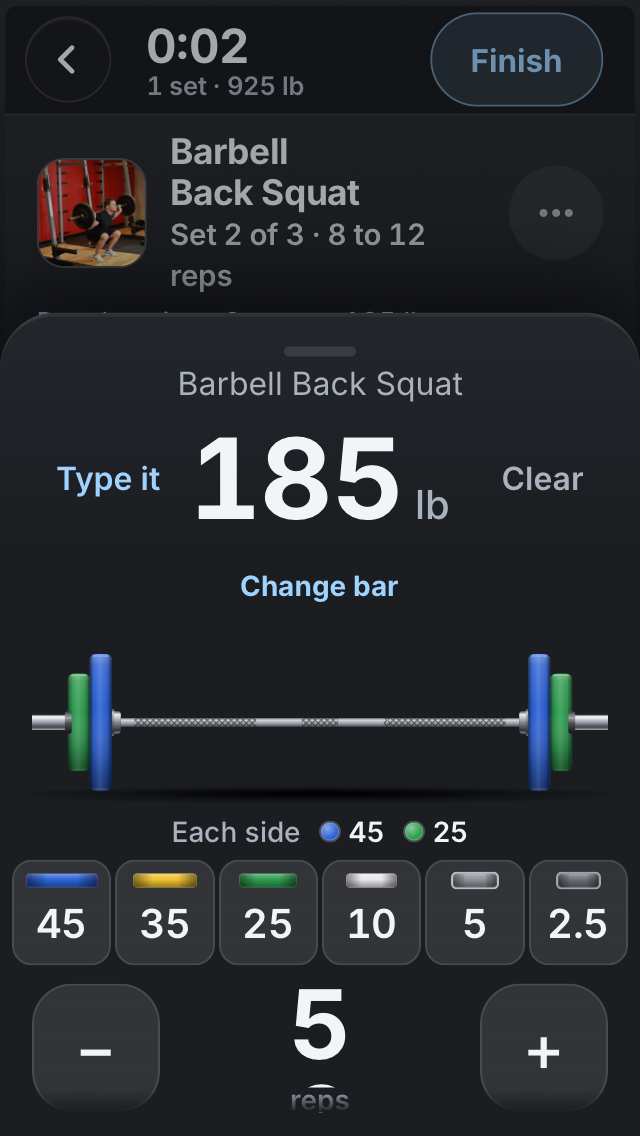 0:02
1 set · 925 lb
Finish
Barbell
Back Squat
Set 2 of 3 · 8 to 12
reps
Barbell Back Squat
Type it
185 lb
Clear
Change bar
Each side 45 25
45 35 25 10 5 2.5
− 5 +
reps